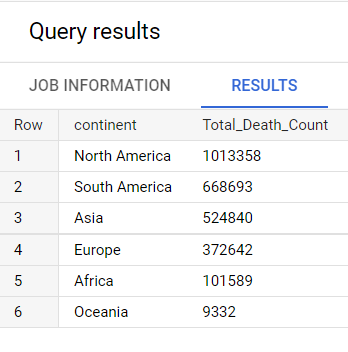 Query results
JOB INFORMATION RESULTS
Row continent Total_Death_Count
1 North America 1013358
2 South America 668693
3 Asia 524840
4 Europe 372642
5 Africa 101589
6 Oceania 9332